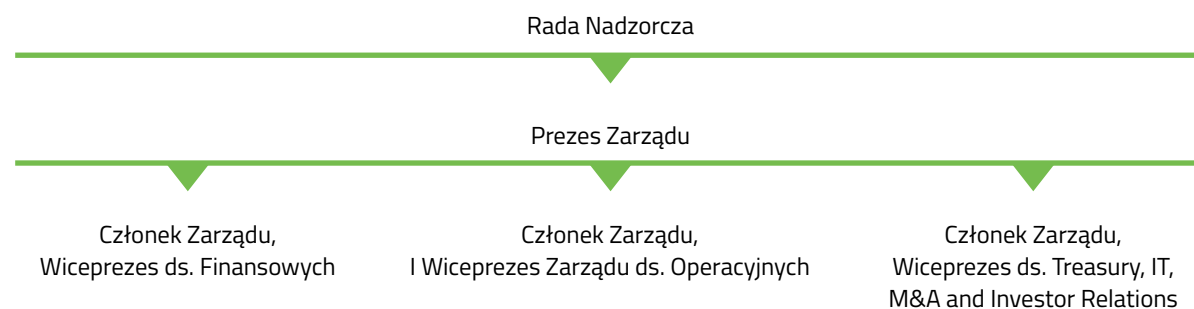 Rada Nadzorcza
Prezes Zarządu
Członek Zarządu,
Wiceprezes ds. Finansowych
Członek Zarządu,
I Wiceprezes Zarządu ds. Operacyjnych
Członek Zarządu,
Wiceprezes ds. Treasury, IT,
M&A and Investor Relations